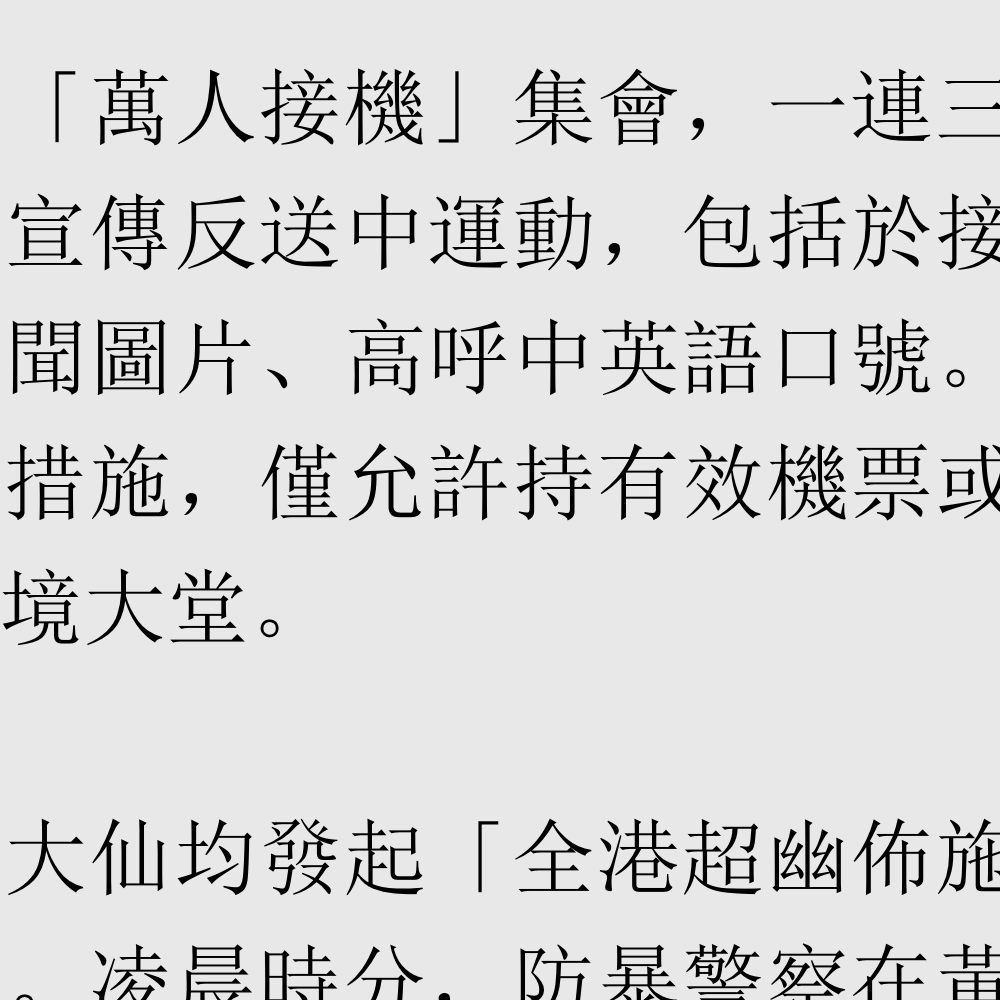 「萬人接機」集會，一連三
宣傳反送中運動，包括於接
聞圖片、高呼中英語口號。
措施，僅允許持有效機票或
境大堂。
大仙均發起「全港超幽佈施
。凌晨時分，防暴警察在黃